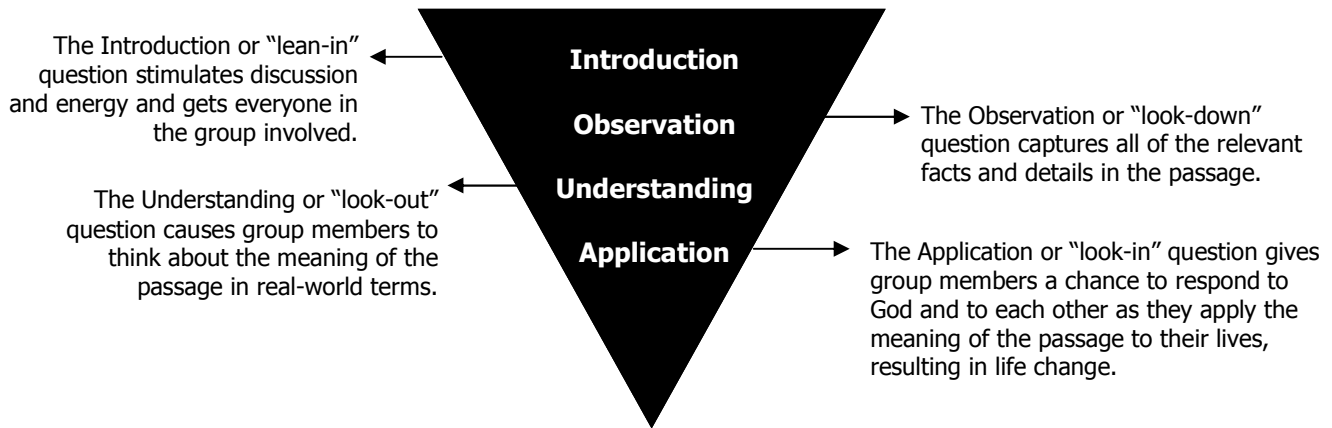 The Introduction or “lean-in”
question stimulates discussion
and energy and gets everyone in
the group involved.
Introduction
Observation
The Observation or “look-down”
question captures all of the relevant
facts and details in the passage.
Understanding
The Understanding or “look-out”
question causes group members to
think about the meaning of the
passage in real-world terms.
Application
The Application or “look-in” question gives
group members a chance to respond to
God and to each other as they apply the
meaning of the passage to their lives,
resulting in life change.